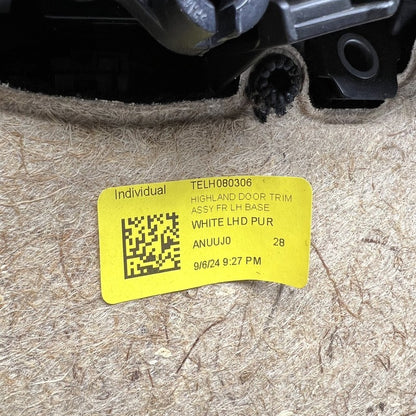 Individual TELH080306
HIGHLAND DOOR TRIM
ASSY FR LH BASE
WHITE LHD PUR
ANUUJ0 28
9/6/24 9:27 PM